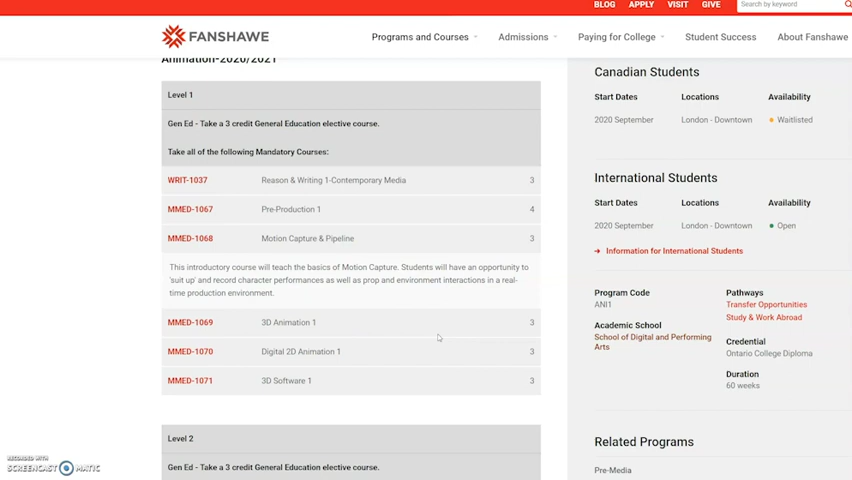 BLOG APPLY VISIT GIVE Search by keyword
FANSHAWE Programs and Courses Admissions Paying for College Student Success About Fanshawe
Animation-2020/2021
Level 1
Gen Ed - Take a 3 credit General Education elective course.
Take all of the following Mandatory Courses:
WRIT-1037 Reason & Writing 1-Contemporary Media 3
MMED-1067 Pre-Production 1 4
MMED-1068 Motion Capture & Pipeline 3
This introductory course will teach the basics of Motion Capture. Students will have an opportunity to
'suit up' and record character performances as well as prop and environment interactions in a real-
time production environment.
MMED-1069 3D Animation 1 3
MMED-1070 Digital 2D Animation 1 3
MMED-1071 3D Software 1 3
Level 2
Gen Ed - Take a 3 credit General Education elective course.
Canadian Students
Start Dates Locations Availability
2020 September London - Downtown Waitlisted
International Students
Start Dates Locations Availability
2020 September London - Downtown Open
Information for International Students
Program Code
ANI1
Academic School
School of Digital and Performing
Arts
Pathways
Transfer Opportunities
Study & Work Abroad
Credential
Ontario College Diploma
Duration
60 weeks
Related Programs
Pre-Media
RECORDED WITH
SCREENCAST MATIC